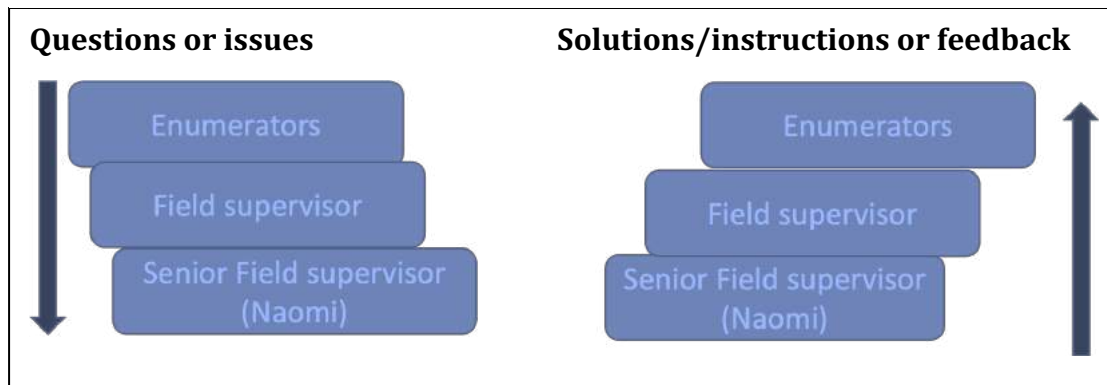 Questions or issues
Enumerators
Field supervisor
Senior Field supervisor
(Naomi)
Solutions/instructions or feedback
Enumerators
Field supervisor
Senior Field supervisor
(Naomi)